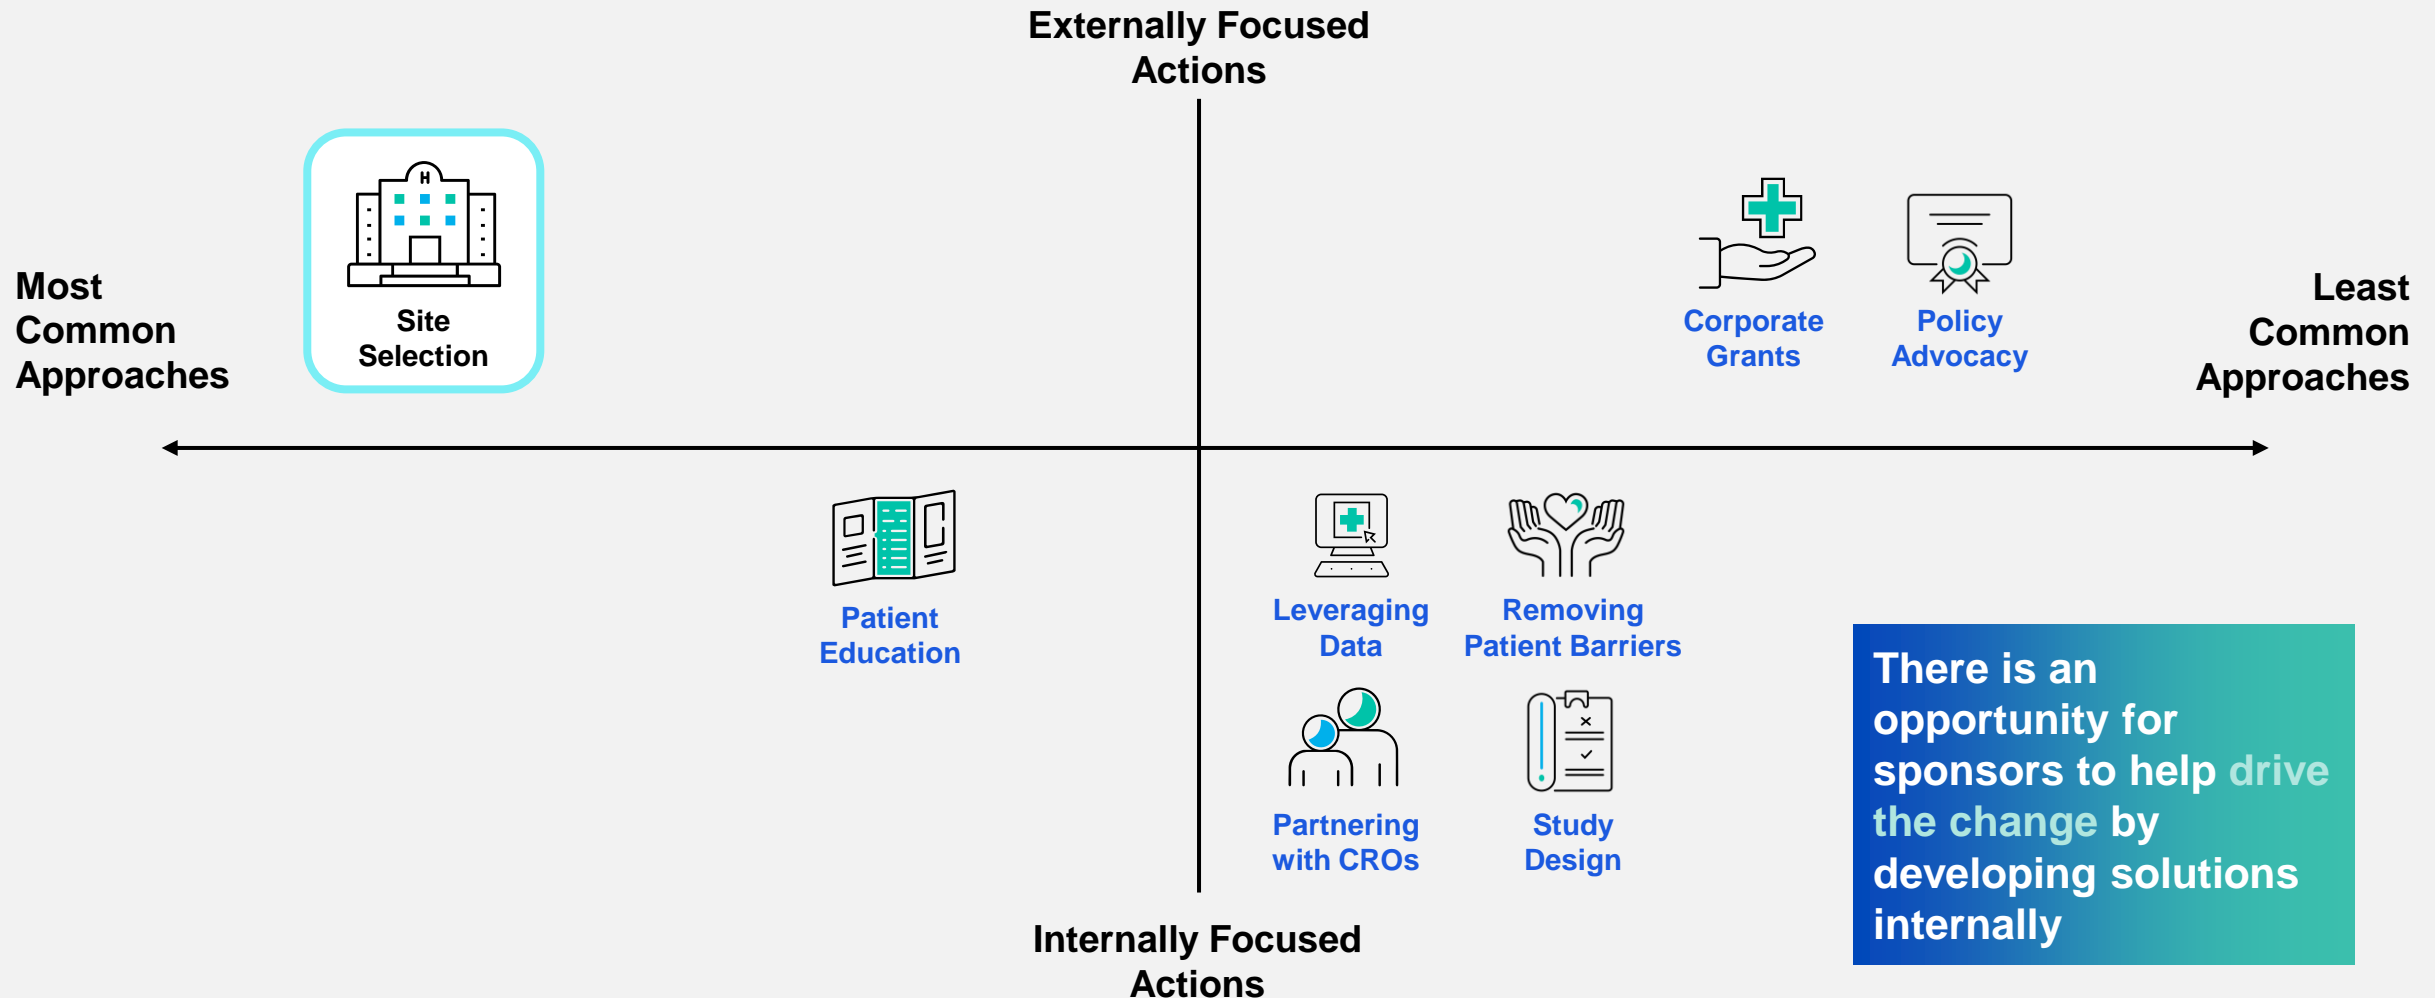 Externally Focused
Actions
Most
Common
Approaches
H
Site
Selection
Corporate
Grants
Policy
Advocacy
Least
Common
Approaches
Patient
Education
Leveraging
Data
Removing
Patient Barriers
Partnering
with CROs
Study
Design
There is an
opportunity for
sponsors to help drive
the change by
developing solutions
internally
Internally Focused
Actions